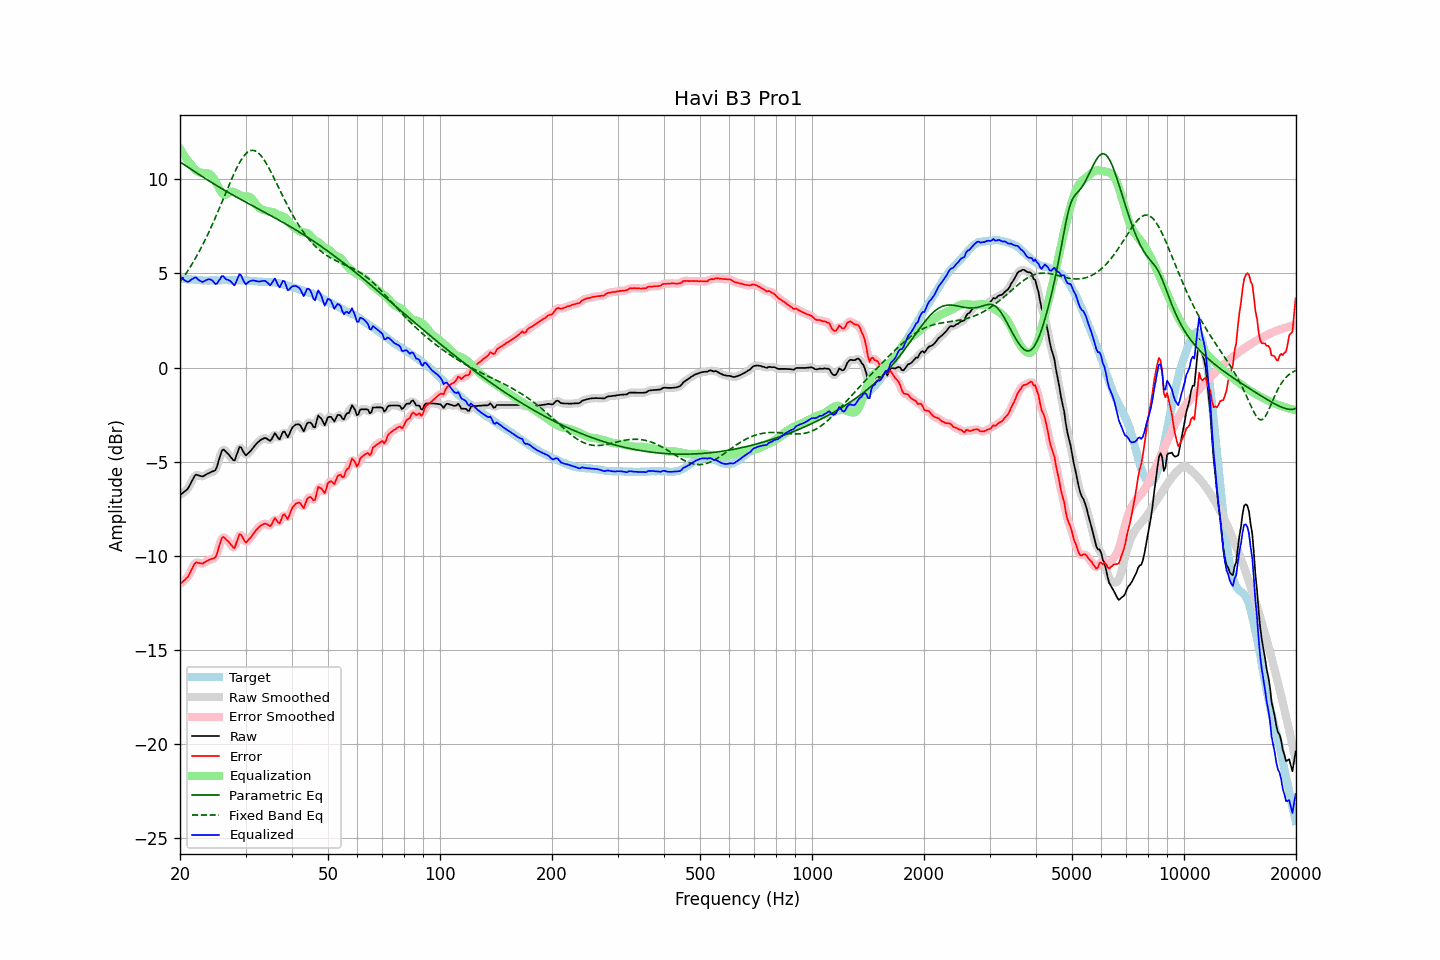 Havi B3 Pro1
10
5
0
−5
−10
−15
−20
−25
Amplitude (dBr)
Target
Raw Smoothed
Error Smoothed
Raw
Error
Equalization
Parametric Eq
Fixed Band Eq
Equalized
20 50 100 200 500 1000 2000 5000 10000 20000
Frequency (Hz)